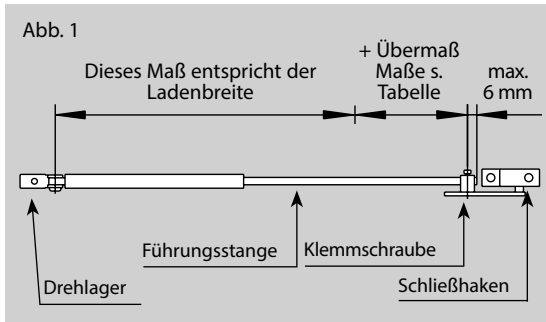 Abb. 1
Dieses Maß entspricht der
Ladenbreite
+ Übermaß
Maße s.
Tabelle
max.
6 mm
Führungsstange
Klemmschraube
Drehlager
Schließhaken